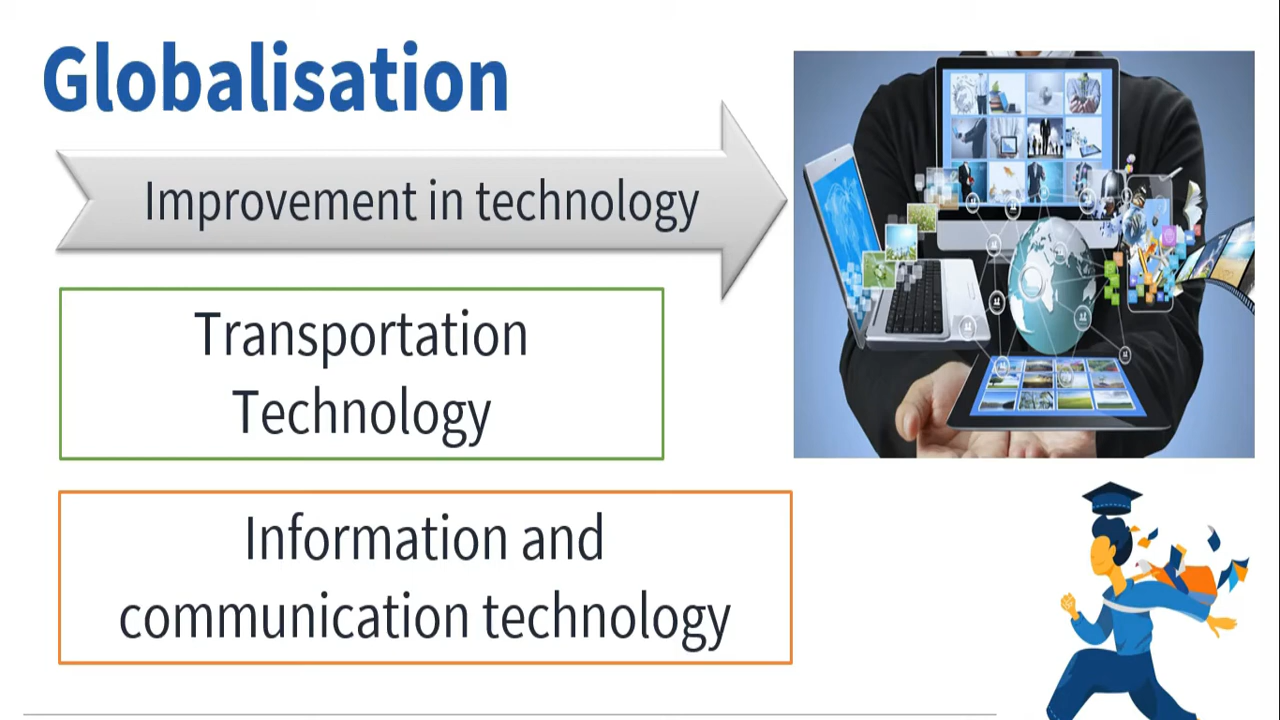 Globalisation
Improvement in technology
Transportation
Technology
Information and
communication technology